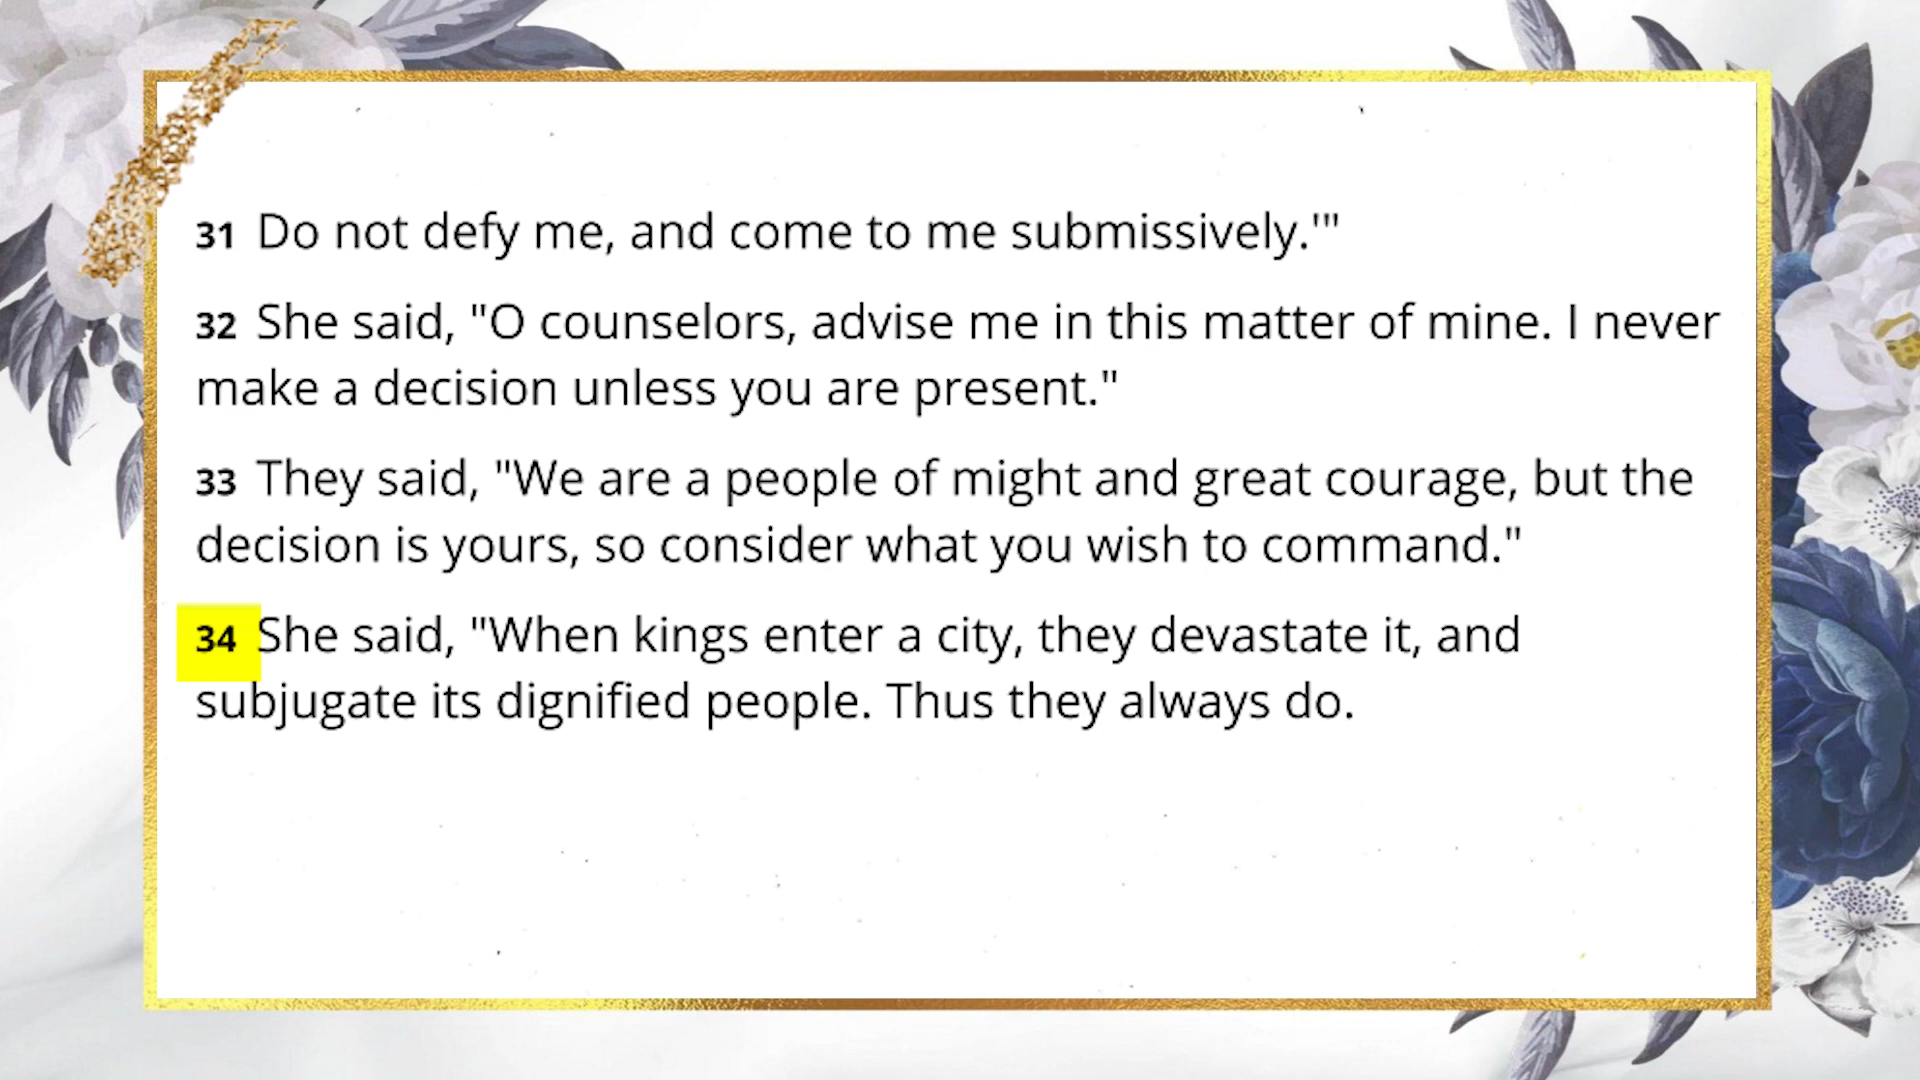 31 Do not defy me, and come to me submissively.'"
32 She said, "O counselors, advise me in this matter of mine. I never
make a decision unless you are present."
33 They said, "We are a people of might and great courage, but the
decision is yours, so consider what you wish to command."
34 She said, "When kings enter a city, they devastate it, and
subjugate its dignified people. Thus they always do.